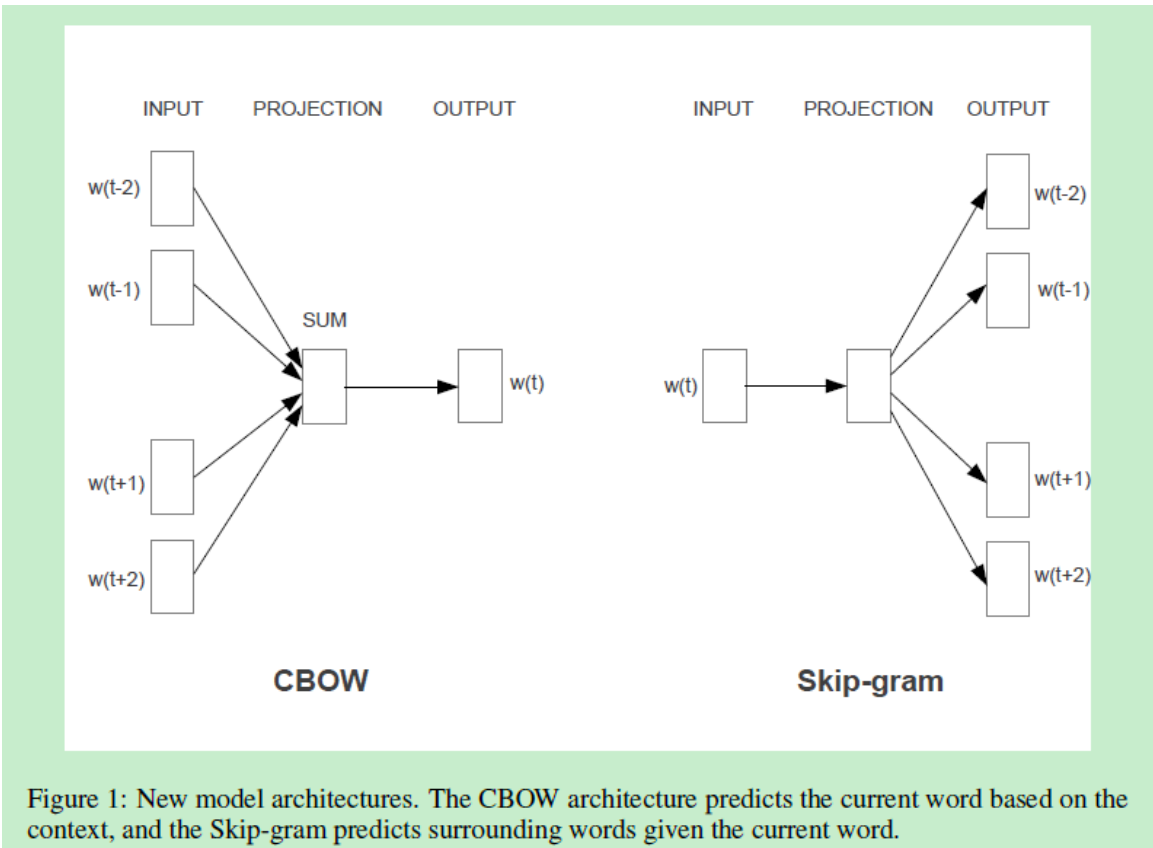 INPUT PROJECTION OUTPUT
w(t-2)
w(t-1)
SUM
w(t)
w(t+1)
w(t+2)
CBOW
INPUT PROJECTION OUTPUT
w(t-2)
w(t-1)
w(t)
w(t+1)
w(t+2)
Skip-gram
Figure 1: New model architectures. The CBOW architecture predicts the current word based on the
context, and the Skip-gram predicts surrounding words given the current word.